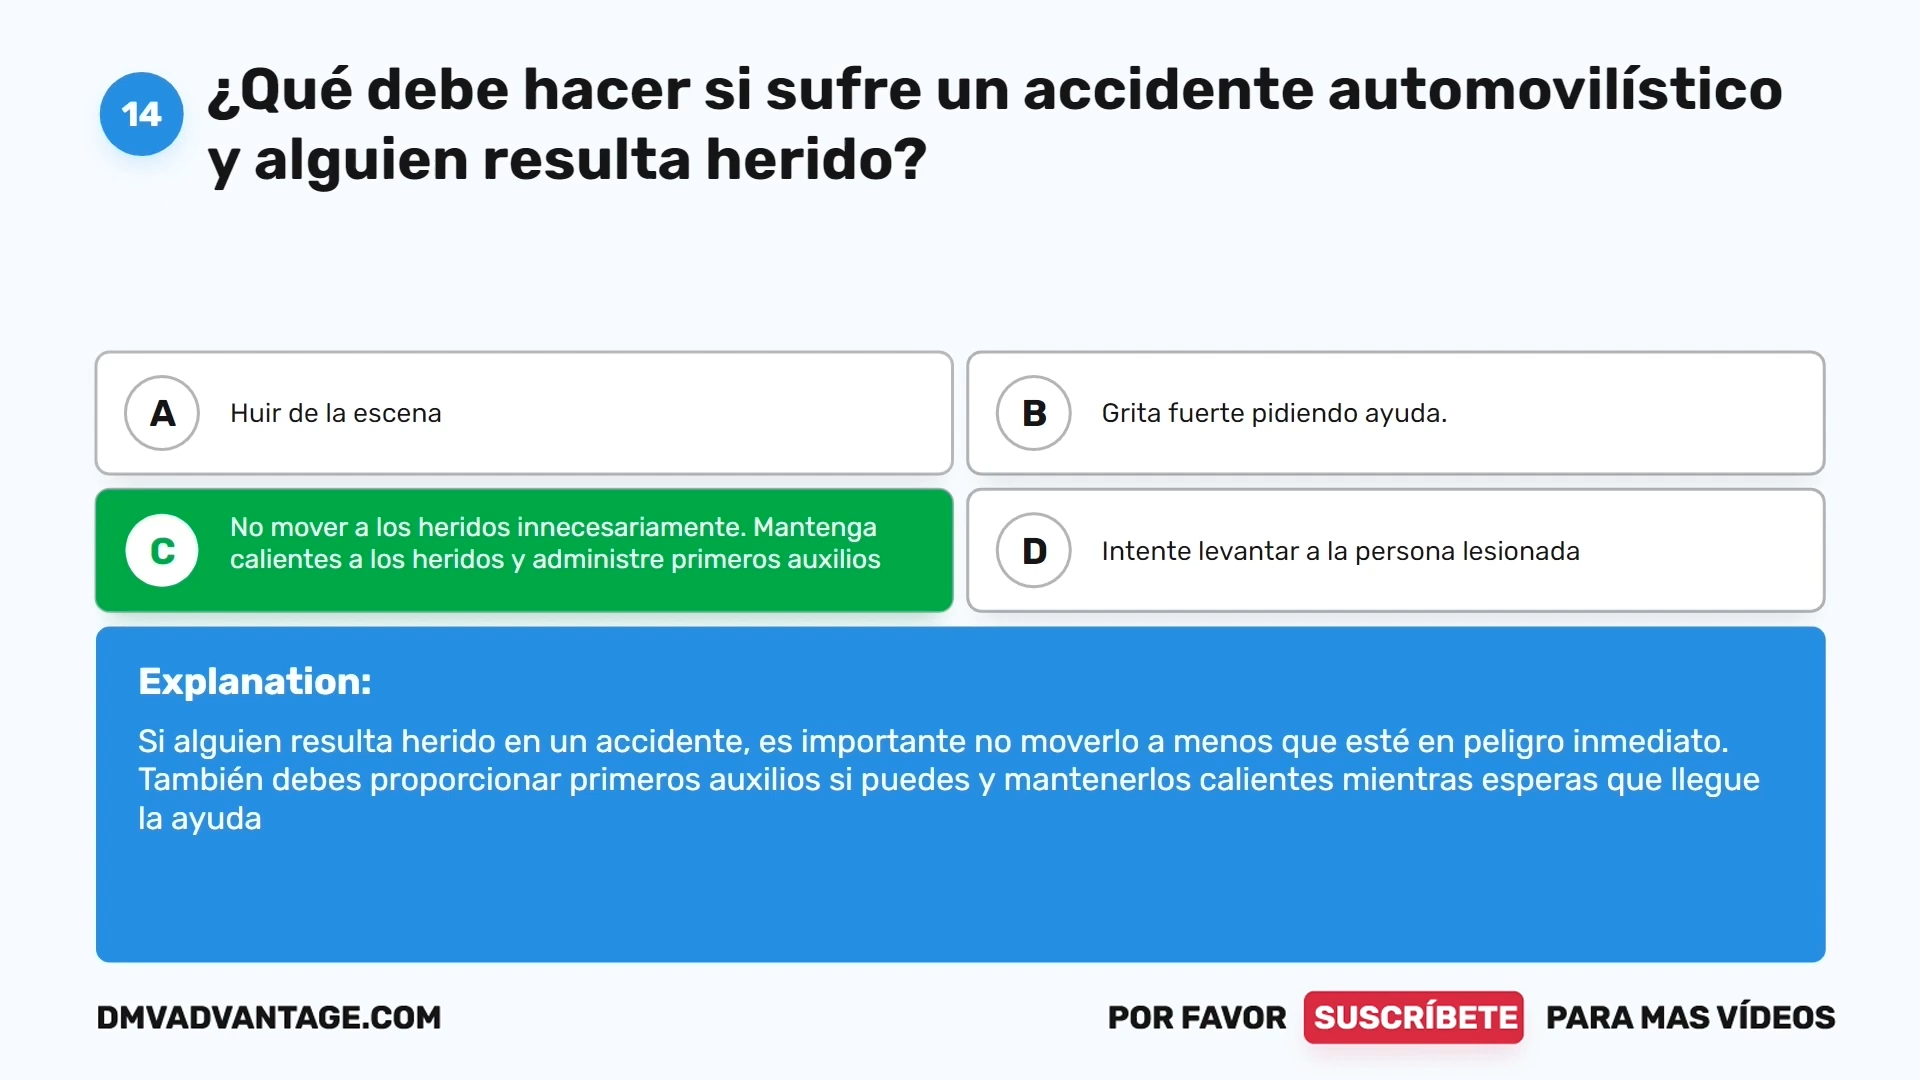 14
¿Qué debe hacer si sufre un accidente automovilístico
y alguien resulta herido?
A
Huir de la escena
B
Grita fuerte pidiendo ayuda.
C
No mover a los heridos innecesariamente. Mantenga
calientes a los heridos y administre primeros auxilios
D
Intente levantar a la persona lesionada
Explanation:
Si alguien resulta herido en un accidente, es importante no moverlo a menos que esté en peligro inmediato.
También debes proporcionar primeros auxilios si puedes y mantenerlos calientes mientras esperas que llegue
la ayuda
DMVADVANTAGE.COM
POR FAVOR SUSCRÍBETE PARA MAS VÍDEOS